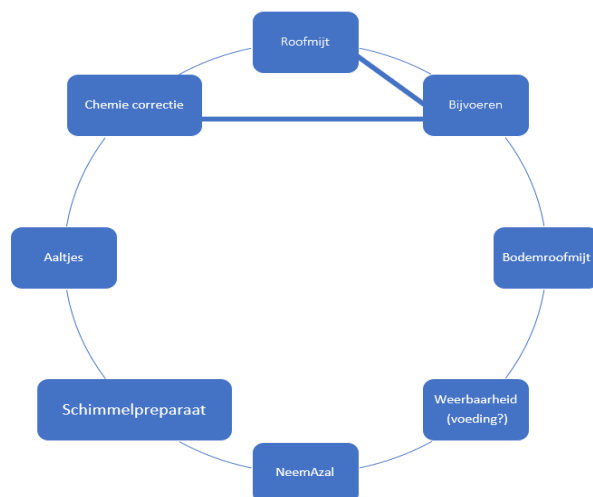 Roofmijt
Chemie correctie
Bijvoeren
Aaltjes
Bodemroofmijt
Schimmelpreparaat
Weerbaarheid
(voeding?)
NeemAzal